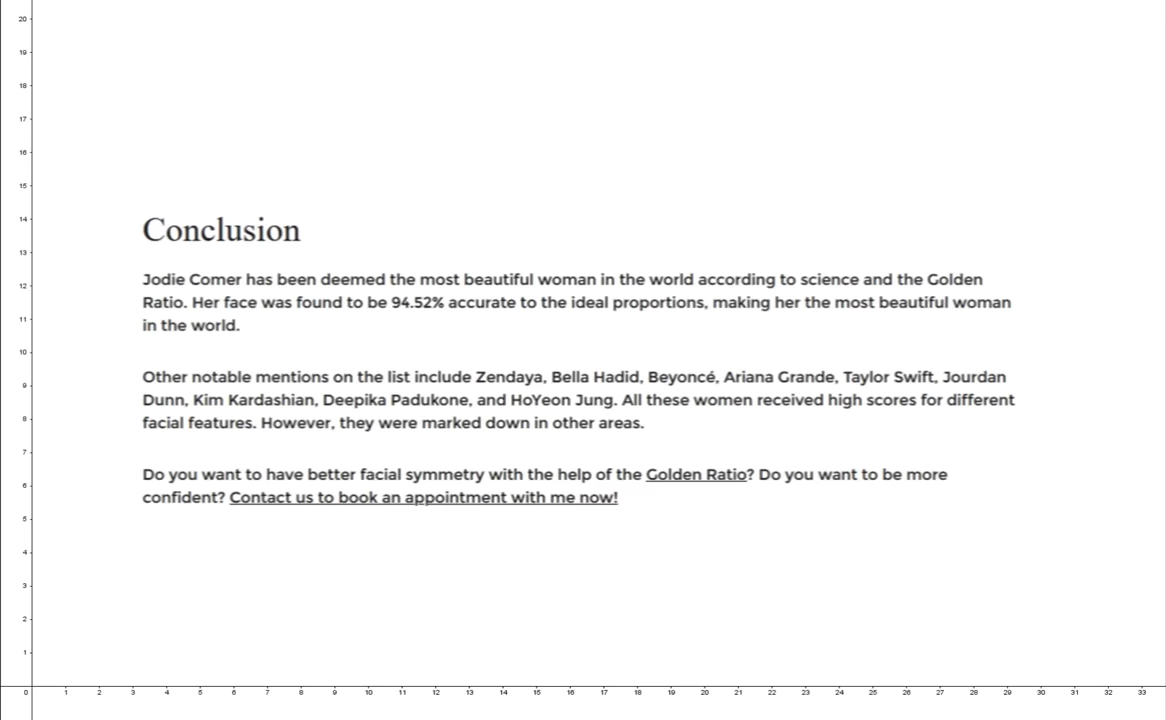 Conclusion
Jodie Comer has been deemed the most beautiful woman in the world according to science and the Golden
Ratio. Her face was found to be 94.52% accurate to the ideal proportions, making her the most beautiful woman
in the world.
Other notable mentions on the list include Zendaya, Bella Hadid, Beyoncé, Ariana Grande, Taylor Swift, Jourdan
Dunn, Kim Kardashian, Deepika Padukone, and HoYeon Jung. All these women received high scores for different
facial features. However, they were marked down in other areas.
Do you want to have better facial symmetry with the help of the Golden Ratio? Do you want to be more
confident? Contact us to book an appointment with me now!
20
19
18
17
16
15
14
13
12
11
10
9
8
7
6
5
4
3
2
1
0 1 2 3 4 5 6 7 8 9 10 11 12 13 14 15 16 17 18 19 20 21 22 23 24 25 26 27 28 29 30 31 32 33